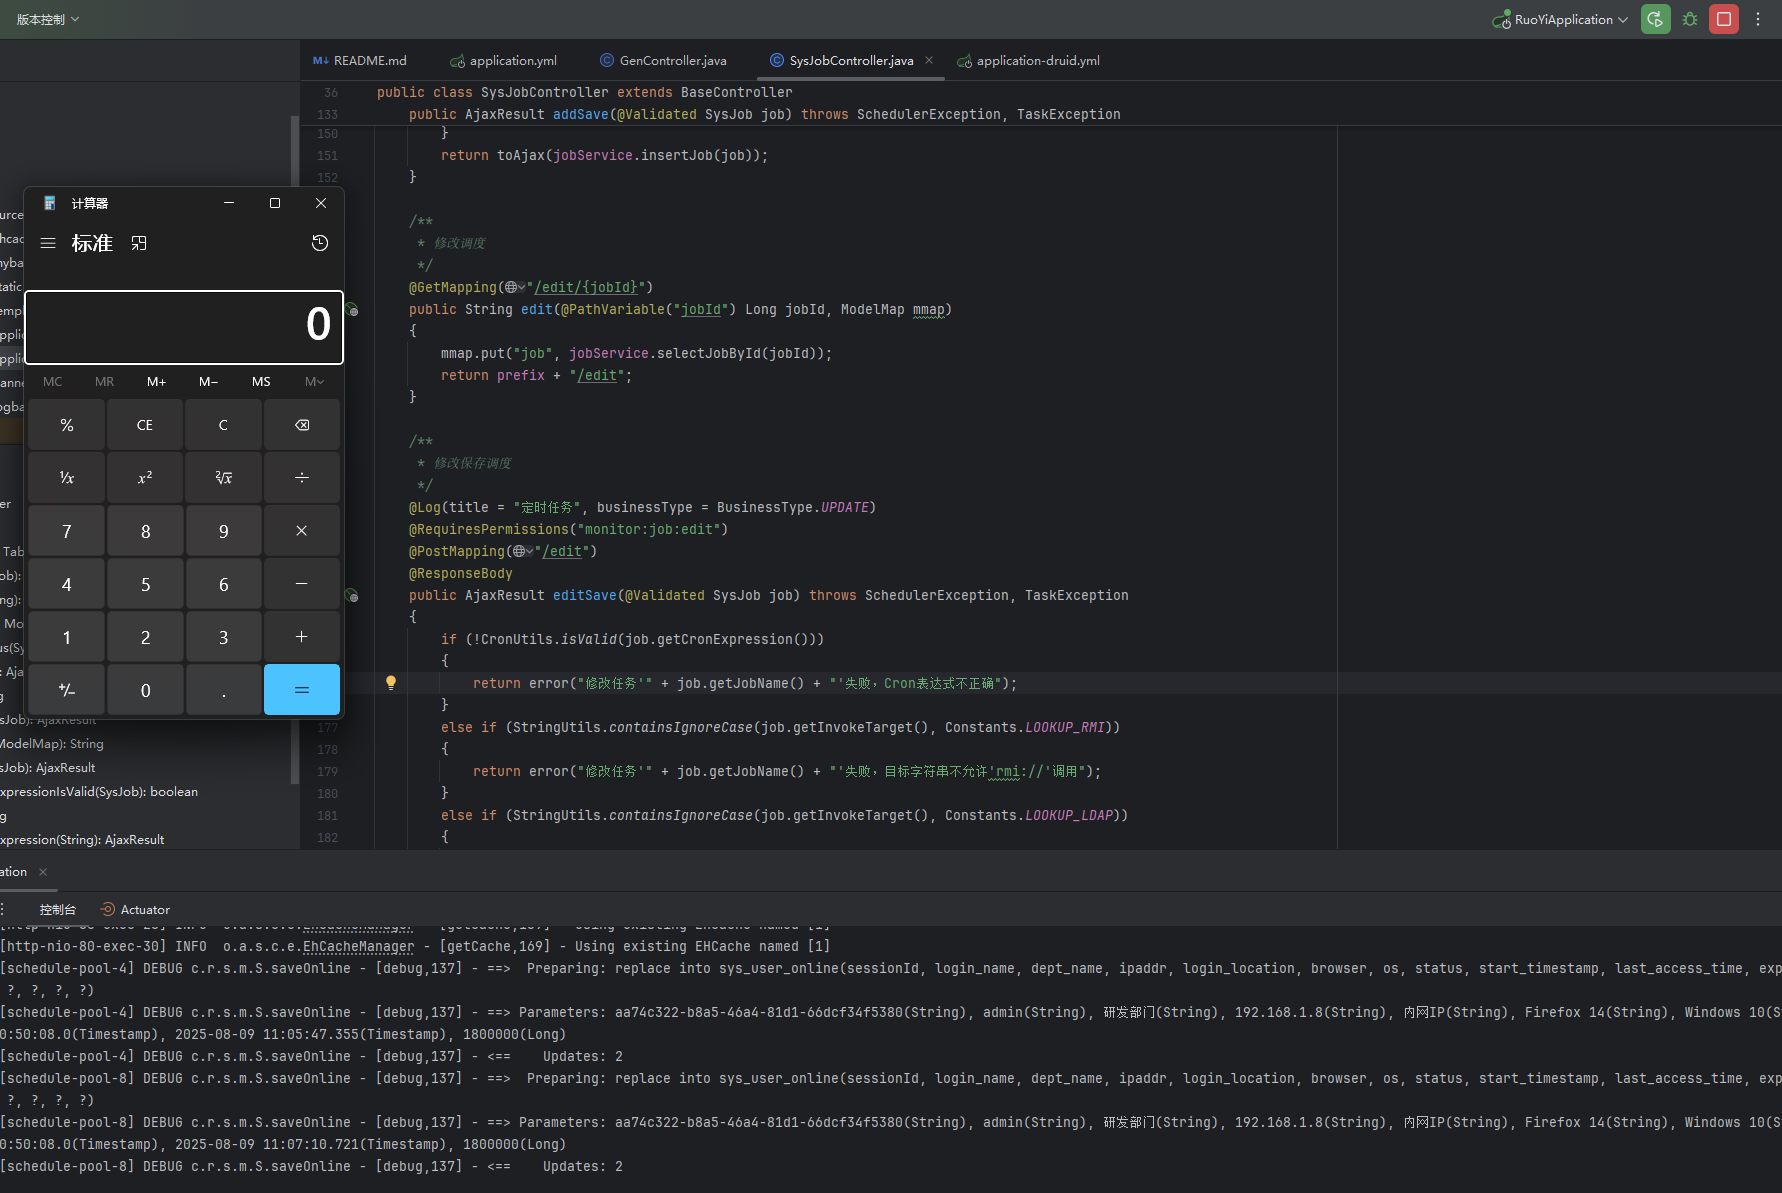 版本控制
RuoYiApplication
README.md
application.yml
GenController.java
SysJobController.java
application-druid.yml
36 public class SysJobController extends BaseController
133 public AjaxResult addSave(@Validated SysJob job) throws SchedulerException, TaskException
150 }
151 return toAjax(jobService.insertJob(job));
152 }
/**
* 修改调度
*/
@GetMapping("/edit/{jobId}")
public String edit(@PathVariable("jobId") Long jobId, ModelMap mmap)
{
mmap.put("job", jobService.selectJobById(jobId));
return prefix + "/edit";
}
/**
* 修改保存调度
*/
@Log(title = "定时任务", businessType = BusinessType.UPDATE)
@RequiresPermissions("monitor:job:edit")
@PostMapping("/edit")
@ResponseBody
public AjaxResult editSave(@Validated SysJob job) throws SchedulerException, TaskException
{
if (!CronUtils.isValid(job.getCronExpression()))
{
return error("修改任务'" + job.getJobName() + "'失败，Cron表达式不正确");
}
177 else if (StringUtils.containsIgnoreCase(job.getInvokeTarget(), Constants.LOOKUP_RMI))
178 {
179 return error("修改任务'" + job.getJobName() + "'失败，目标字符串不允许'rmi://'调用");
180 }
181 else if (StringUtils.containsIgnoreCase(job.getInvokeTarget(), Constants.LOOKUP_LDAP))
182 {
计算器
标准
0
MC MR M+ M− MS M
% CE C
¹/x x² ²√x ÷
7 8 9 ×
4 5 6 −
1 2 3 +
+/− 0 . =
urce
hcac
nyba
tatic
emp
pplic
pplic
anne
ogba
er
Tab
ob):
ng):
Mo
us(Sy
: Aja
g
sJob): AjaxResult
ModelMap): String
sJob): AjaxResult
xpressionIsValid(SysJob): boolean
g
xpression(String): AjaxResult
ation
控制台
Actuator
[http-nio-80-exec-30] INFO o.a.s.c.e.EhCacheManager - [getCache,169] - Using existing EHCache named [1]
[schedule-pool-4] DEBUG c.r.s.m.S.saveOnline - [debug,137] - ==> Preparing: replace into sys_user_online(sessionId, login_name, dept_name, ipaddr, login_location, browser, os, status, start_timestamp, last_access_time, exp
?, ?, ?, ?)
[schedule-pool-4] DEBUG c.r.s.m.S.saveOnline - [debug,137] - ==> Parameters: aa74c322-b8a5-46a4-81d1-66dcf34f5380(String), admin(String), 研发部门(String), 192.168.1.8(String), 内网IP(String), Firefox 14(String), Windows 10(S
0:50:08.0(Timestamp), 2025-08-09 11:05:47.355(Timestamp), 1800000(Long)
[schedule-pool-4] DEBUG c.r.s.m.S.saveOnline - [debug,137] - <== Updates: 2
[schedule-pool-8] DEBUG c.r.s.m.S.saveOnline - [debug,137] - ==> Preparing: replace into sys_user_online(sessionId, login_name, dept_name, ipaddr, login_location, browser, os, status, start_timestamp, last_access_time, exp
?, ?, ?, ?)
[schedule-pool-8] DEBUG c.r.s.m.S.saveOnline - [debug,137] - ==> Parameters: aa74c322-b8a5-46a4-81d1-66dcf34f5380(String), admin(String), 研发部门(String), 192.168.1.8(String), 内网IP(String), Firefox 14(String), Windows 10(S
0:50:08.0(Timestamp), 2025-08-09 11:07:10.721(Timestamp), 1800000(Long)
[schedule-pool-8] DEBUG c.r.s.m.S.saveOnline - [debug,137] - <== Updates: 2